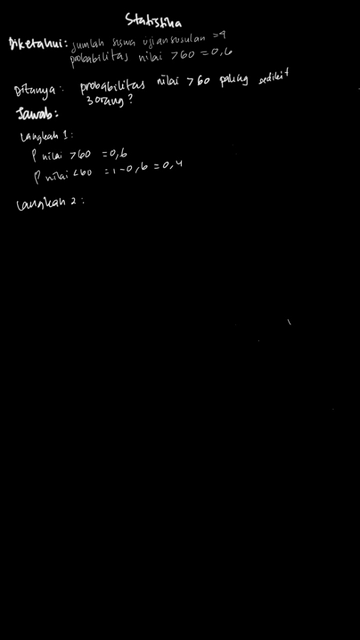 Statistika
Diketahui: jumlah siswa ujian susulan = 4
probabilitas nilai > 60 = 0,6
Ditanya: probabilitas nilai > 60 paling sedikit
3 orang?
Jawab:
Langkah 1:
P nilai > 60 = 0,6
P nilai < 60 = 1 - 0,6 = 0,4
Langkah 2: